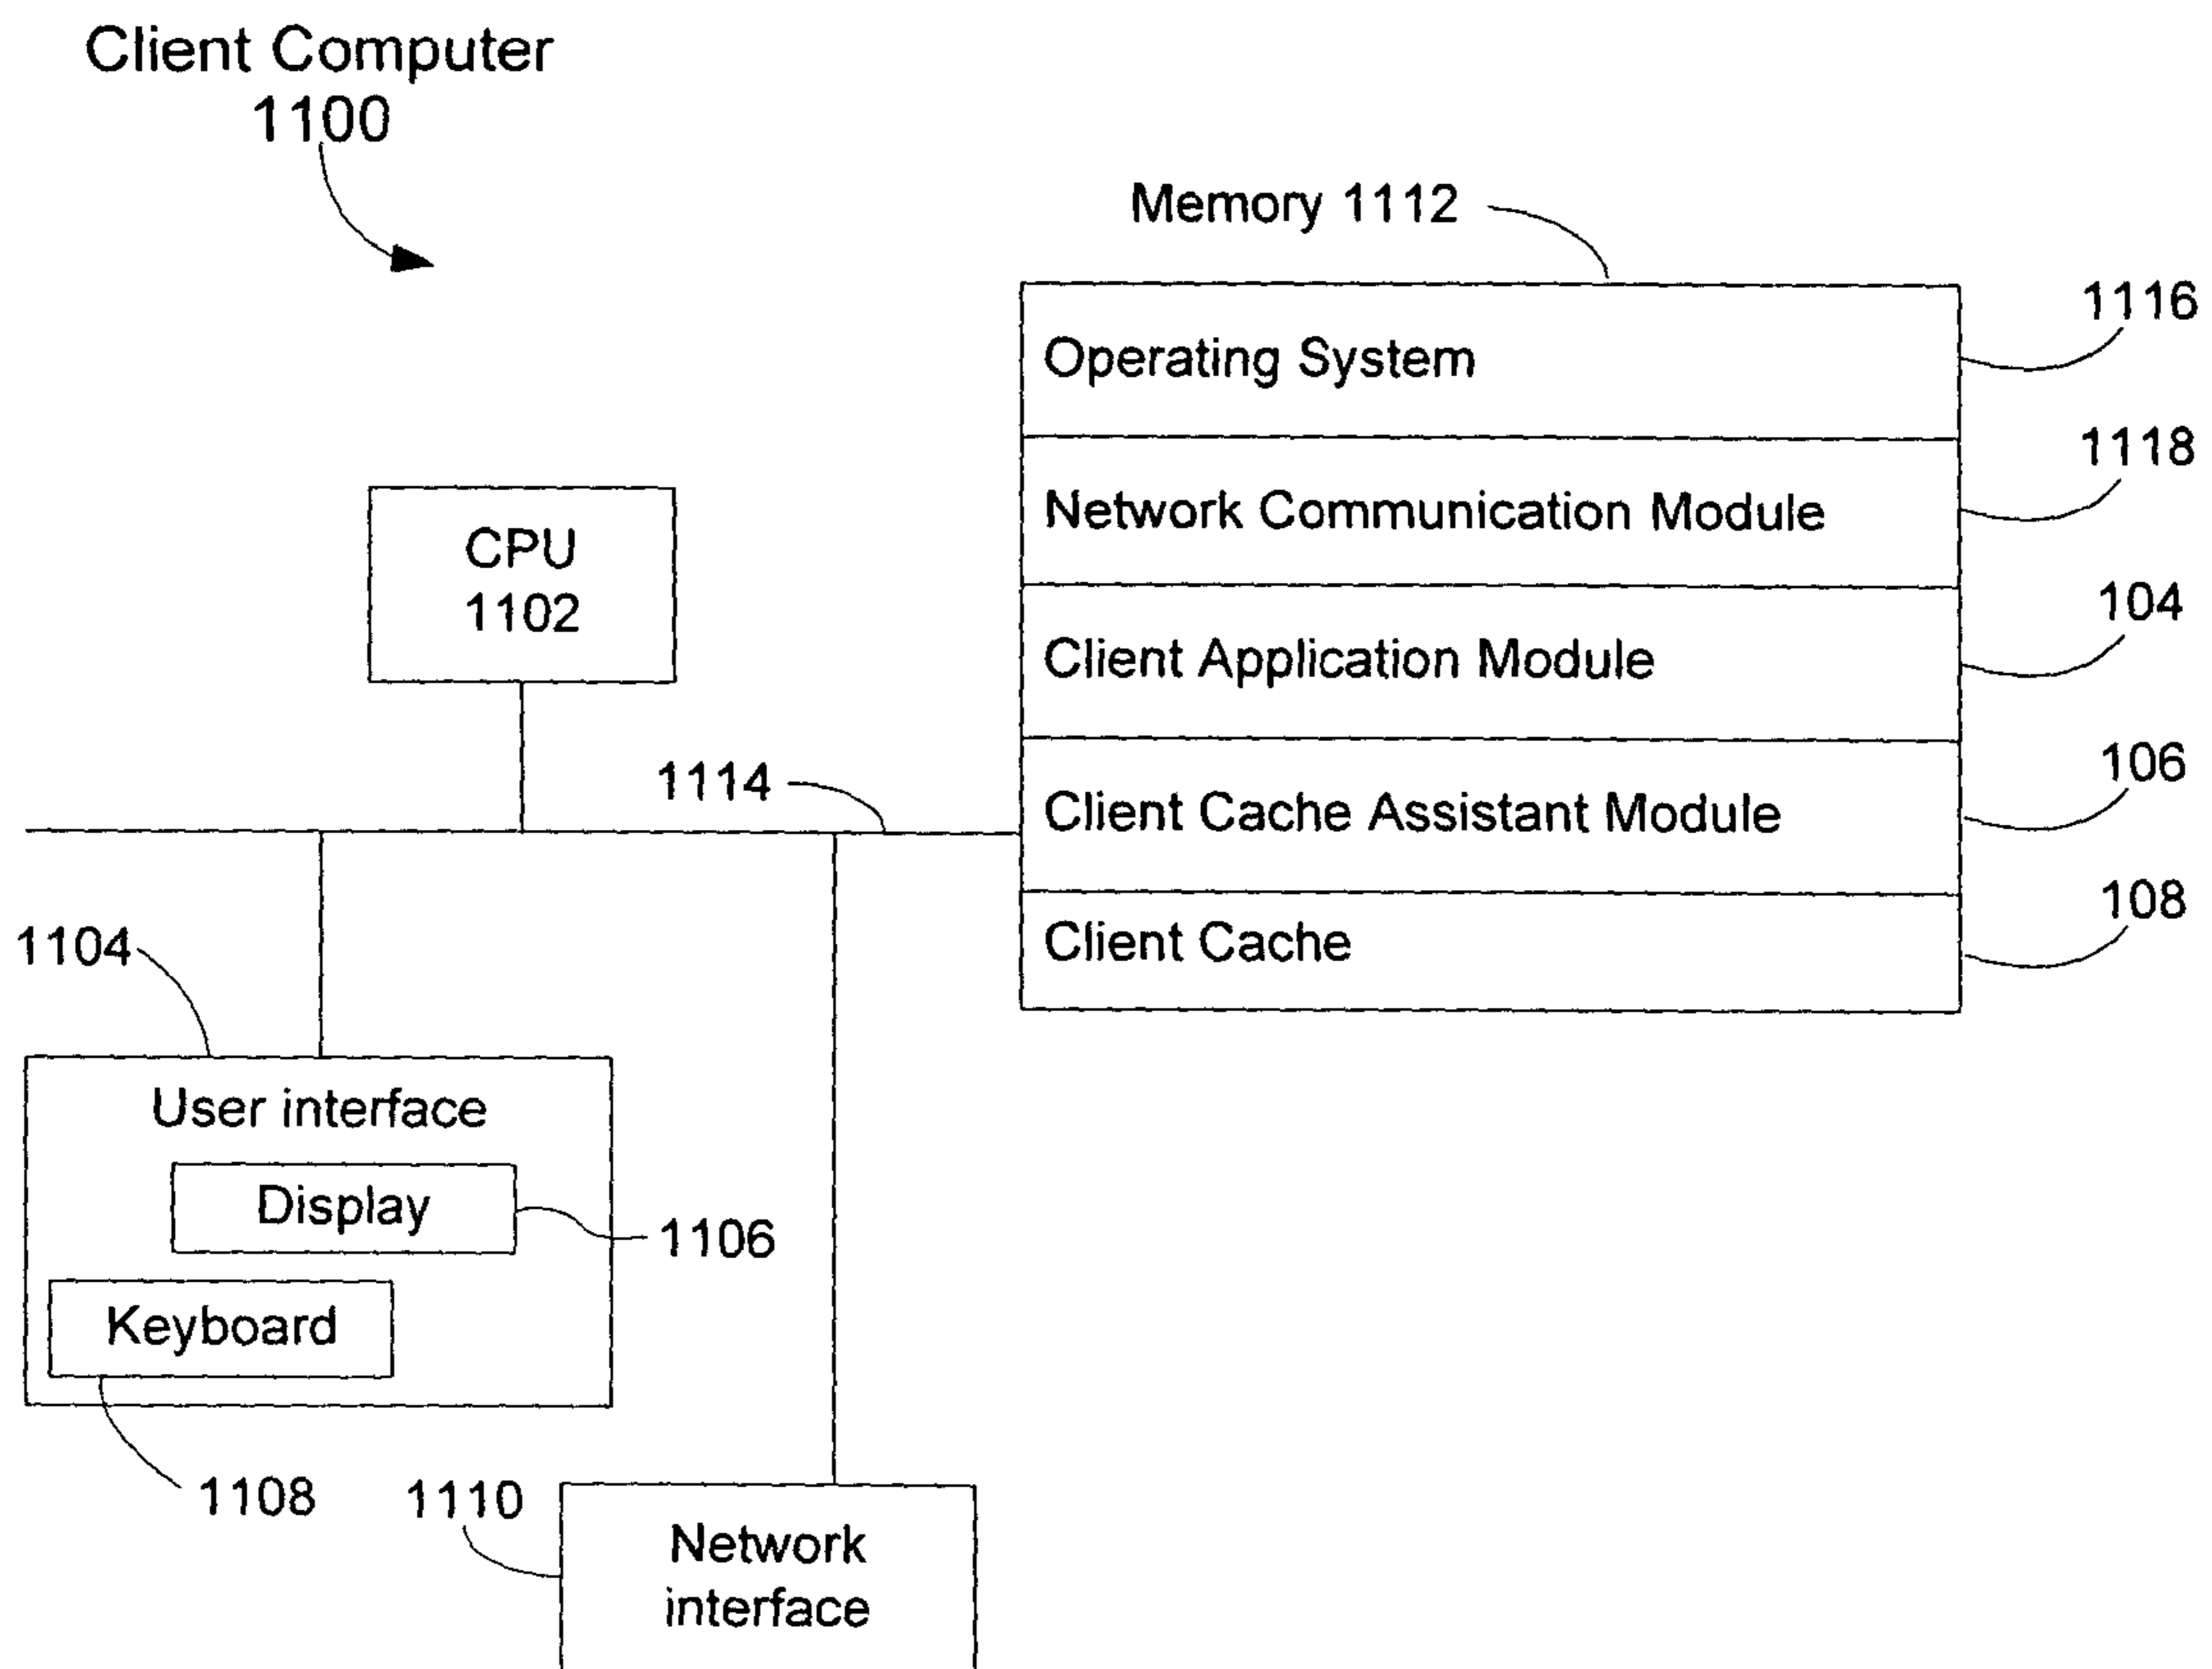 Client Computer
1100
Memory 1112
1116
Operating System
1118
Network Communication Module
CPU
1102
104
Client Application Module
1114
106
Client Cache Assistant Module
108
Client Cache
1104
User interface
Display
1106
Keyboard
1108
1110
Network
interface